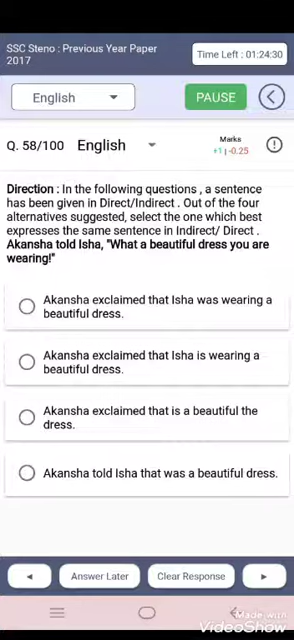 SSC Steno : Previous Year Paper
2017
Time Left : 01:24:30
English
PAUSE
Q. 58/100 English
Marks
+1 | -0.25
Direction : In the following questions , a sentence
has been given in Direct/Indirect . Out of the four
alternatives suggested, select the one which best
expresses the same sentence in Indirect/ Direct .
Akansha told Isha, "What a beautiful dress you are
wearing!"
Akansha exclaimed that Isha was wearing a
beautiful dress.
Akansha exclaimed that Isha is wearing a
beautiful dress.
Akansha exclaimed that is a beautiful the
dress.
Akansha told Isha that was a beautiful dress.
Answer Later
Clear Response
Made with
VideoShow